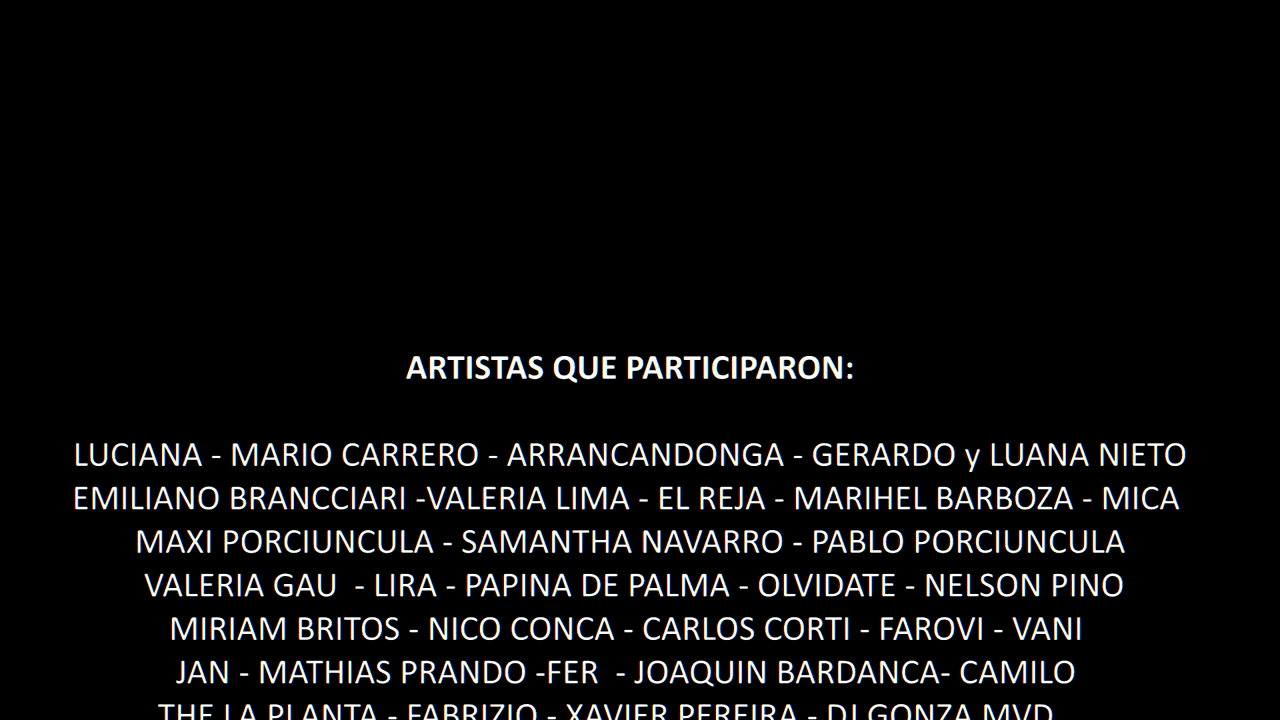 ARTISTAS QUE PARTICIPARON:
LUCIANA - MARIO CARRERO - ARRANCANDONGA - GERARDO y LUANA NIETO
EMILIANO BRANCCIARI -VALERIA LIMA - EL REJA - MARIHEL BARBOZA - MICA
MAXI PORCIUNCULA - SAMANTHA NAVARRO - PABLO PORCIUNCULA
VALERIA GAU  - LIRA - PAPINA DE PALMA - OLVIDATE - NELSON PINO
MIRIAM BRITOS - NICO CONCA - CARLOS CORTI - FAROVI - VANI
JAN - MATHIAS PRANDO -FER  - JOAQUIN BARDANCA- CAMILO
THE LA PLANTA - FABRIZIO - XAVIER PEREIRA - DJ GONZA MVD